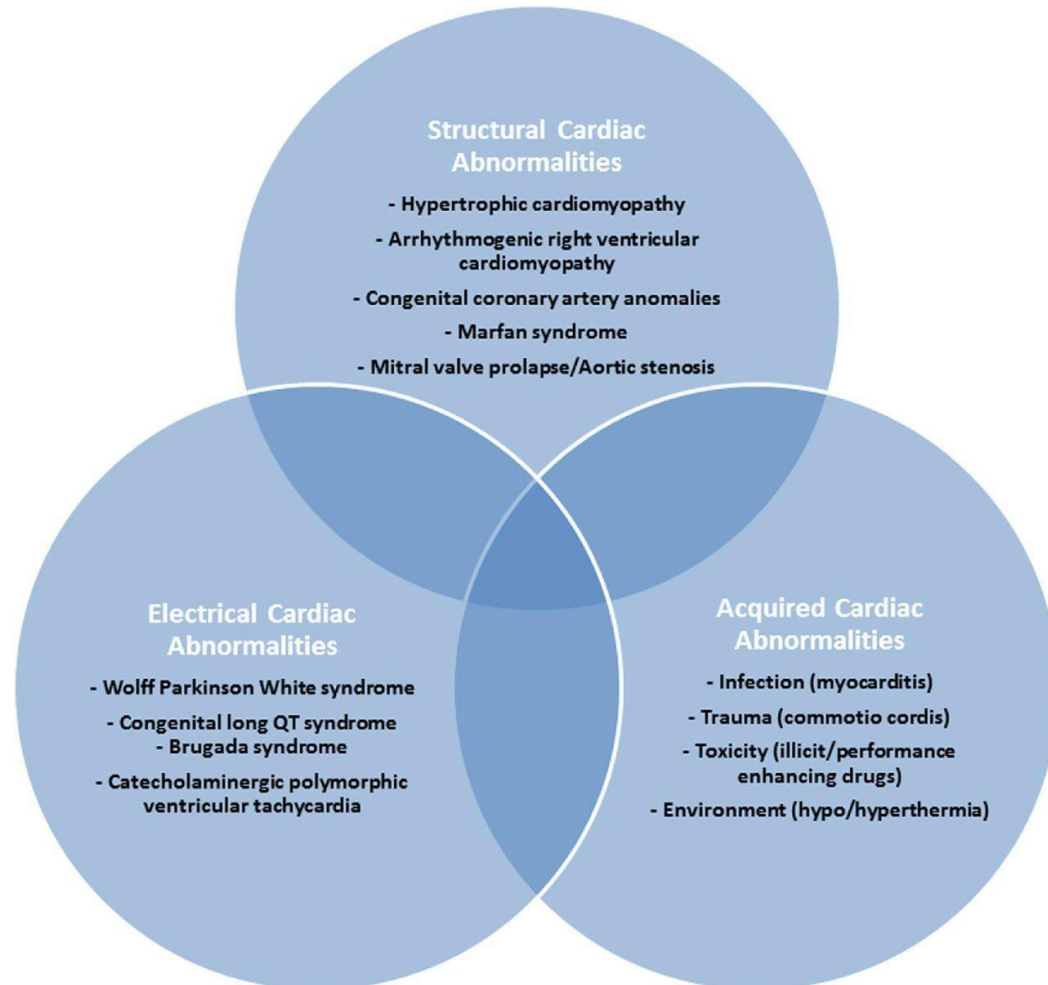 Structural Cardiac
Abnormalities
- Hypertrophic cardiomyopathy
- Arrhythmogenic right ventricular
cardiomyopathy
- Congenital coronary artery anomalies
- Marfan syndrome
- Mitral valve prolapse/Aortic stenosis
Electrical Cardiac
Abnormalities
- Wolff Parkinson White syndrome
- Congenital long QT syndrome
- Brugada syndrome
- Catecholaminergic polymorphic
ventricular tachycardia
Acquired Cardiac
Abnormalities
- Infection (myocarditis)
- Trauma (commotio cordis)
- Toxicity (illicit/performance
enhancing drugs)
- Environment (hypo/hyperthermia)